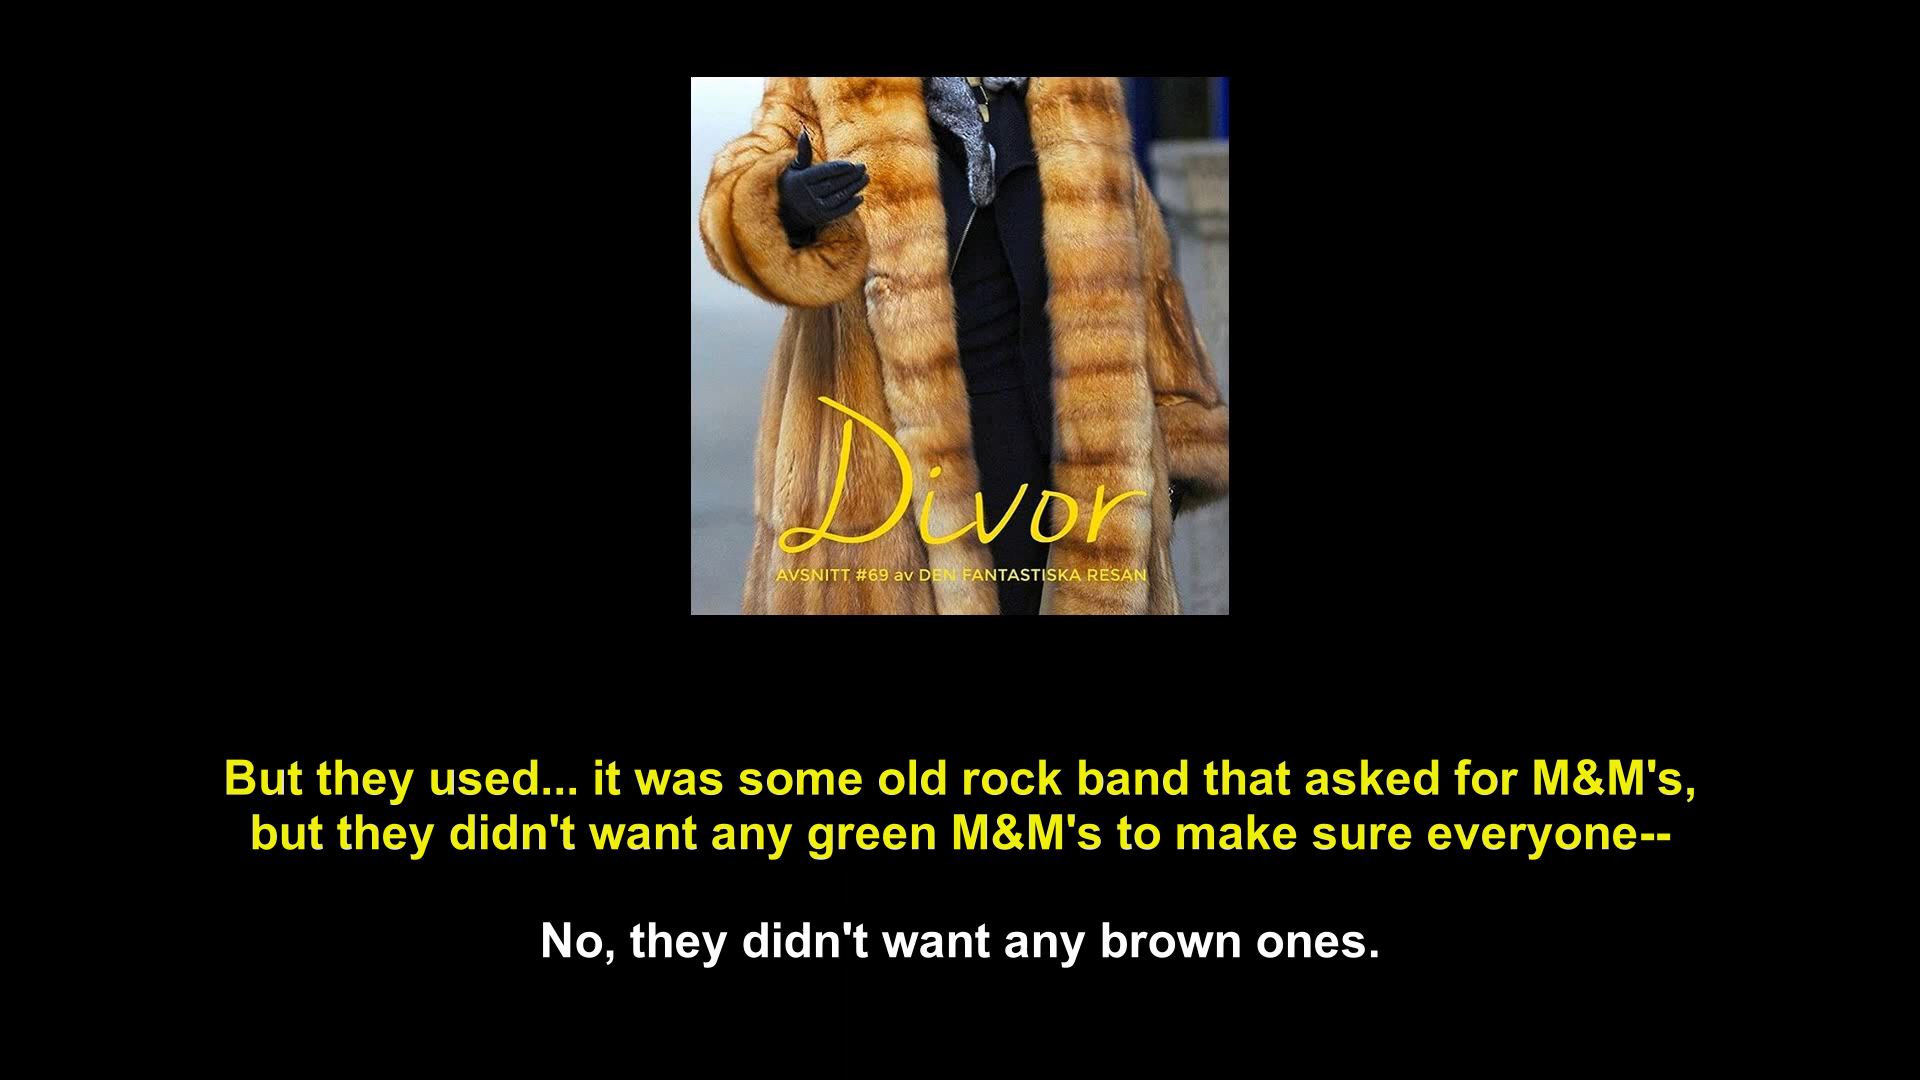 Divor
AVSNITT #69 av DEN FANTASTISKA RESAN
But they used... it was some old rock band that asked for M&M's,
but they didn't want any green M&M's to make sure everyone--
No, they didn't want any brown ones.